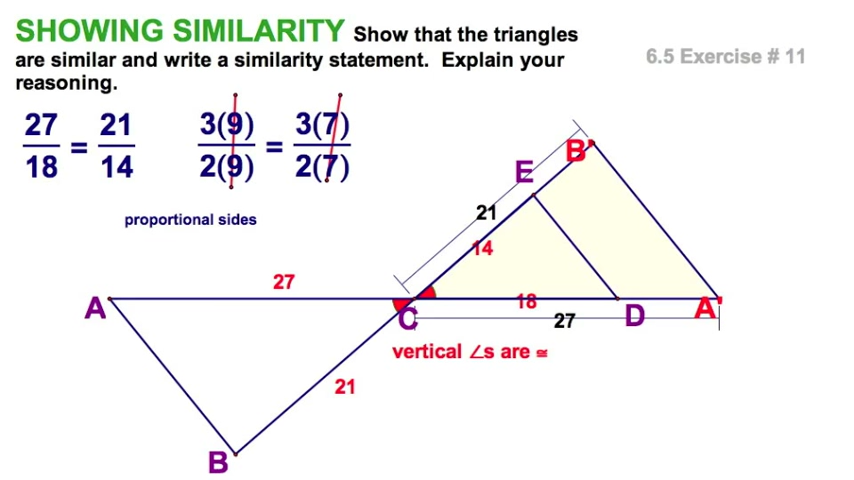 SHOWING SIMILARITY Show that the triangles
are similar and write a similarity statement. Explain your
reasoning.
6.5 Exercise # 11
27/18 = 21/14
3(9)/2(9) = 3(7)/2(7)
proportional sides
B'
E
21
14
27
A
C
18
27
D
A'
vertical ∠s are ≅
21
B